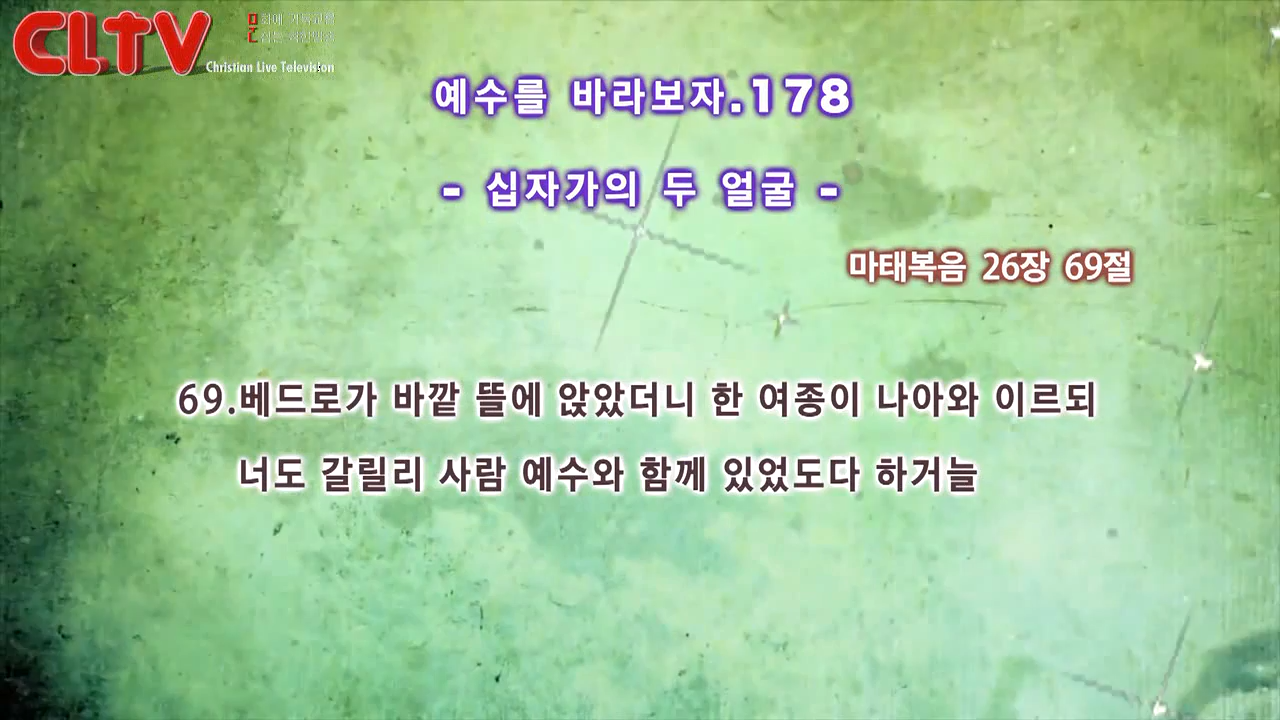 CLTV
Christian Live Television
예수를 바라보자.178
- 십자가의 두 얼굴 -
마태복음 26장 69절
69.베드로가 바깥 뜰에 앉았더니 한 여종이 나아와 이르되
너도 갈릴리 사람 예수와 함께 있었도다 하거늘